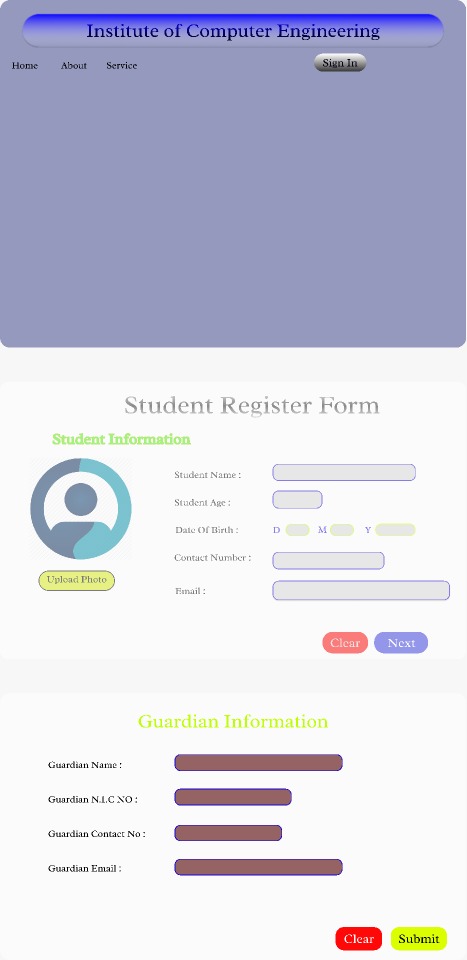 Institute of Computer Engineering
Home About Service Sign In
Student Register Form
Student Information
Student Name :
Student Age :
Date Of Birth : D M Y
Contact Number :
Upload Photo
Email :
Clear Next
Guardian Information
Guardian Name :
Guardian N.I.C NO :
Guardian Contact No :
Guardian Email :
Clear Submit